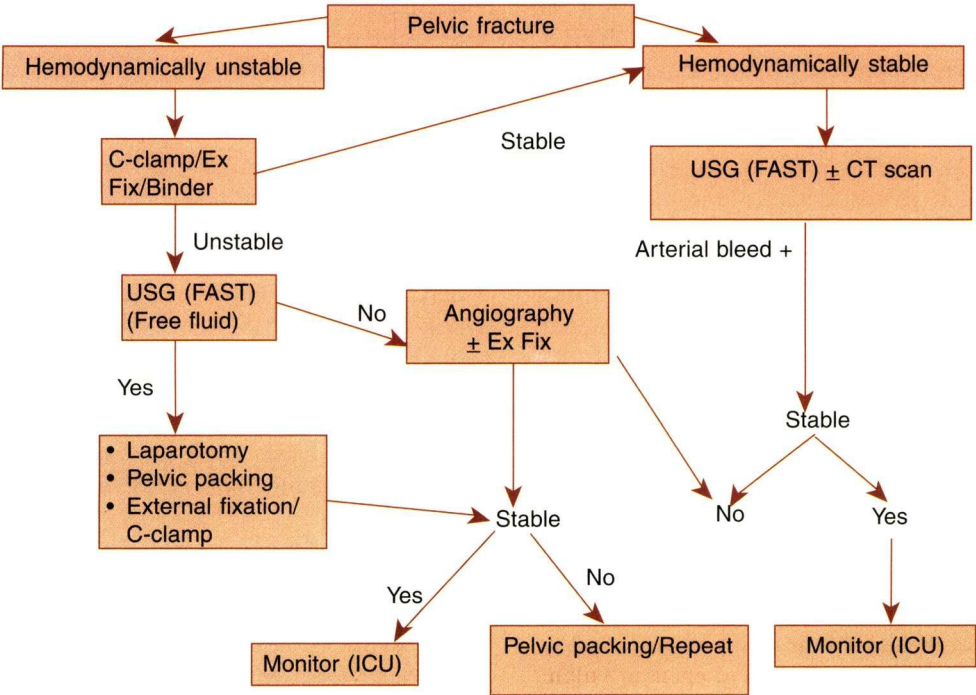 Pelvic fracture
Hemodynamically unstable
Hemodynamically stable
C-clamp/Ex
Fix/Binder
Stable
USG (FAST) ± CT scan
Unstable
Arterial bleed +
USG (FAST)
(Free fluid)
No
Angiography
± Ex Fix
Yes
Stable
• Laparotomy
• Pelvic packing
• External fixation/
C-clamp
Stable
No
Yes
Yes
No
Monitor (ICU)
Pelvic packing/Repeat
Monitor (ICU)